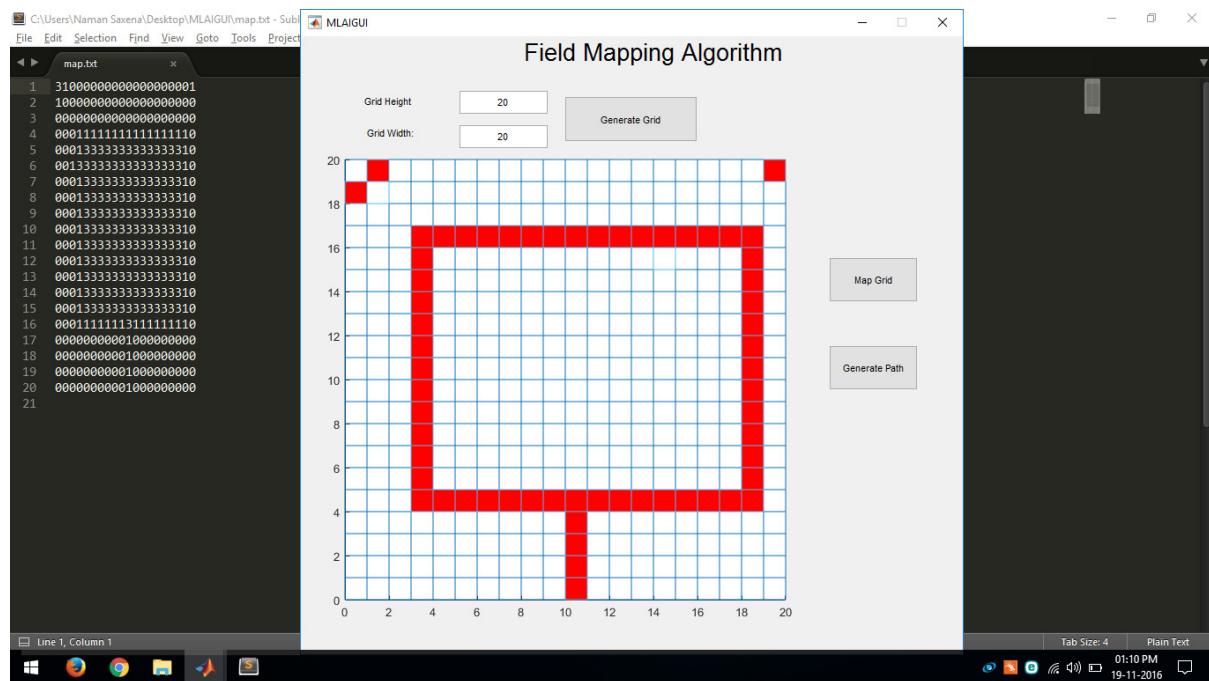 C:\Users\Naman Saxena\Desktop\MLAIGUI\map.txt - Subl
File Edit Selection Find View Goto Tools Project
map.txt ×
1 31000000000000000001
2 10000000000000000000
3 00000000000000000000
4 00011111111111111110
5 00013333333333333310
6 00133333333333333310
7 00013333333333333310
8 00013333333333333310
9 00013333333333333310
10 00013333333333333310
11 00013333333333333310
12 00013333333333333310
13 00013333333333333310
14 00013333333333333310
15 00013333333333333310
16 00011111113111111110
17 00000000001000000000
18 00000000001000000000
19 00000000001000000000
20 00000000001000000000
21
MLAIGUI
Field Mapping Algorithm
Grid Height 20
Grid Width: 20
Generate Grid
20
18
16
14
12
10
8
6
4
2
0
0 2 4 6 8 10 12 14 16 18 20
Map Grid
Generate Path
Line 1, Column 1
Tab Size: 4 Plain Text
01:10 PM
19-11-2016